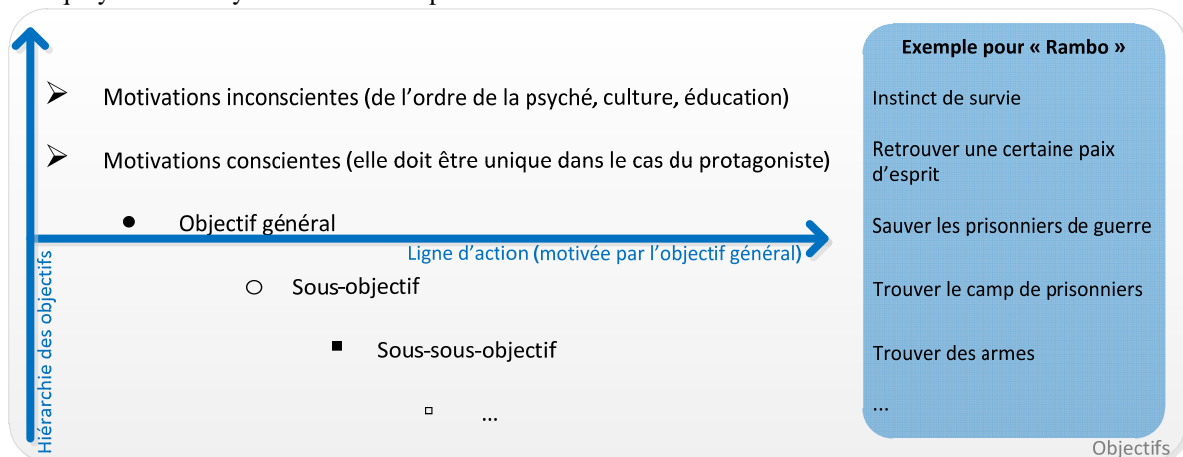 Exemple pour « Rambo »
➢ Motivations inconscientes (de l’ordre de la psyché, culture, éducation)
Instinct de survie
➢ Motivations conscientes (elle doit être unique dans le cas du protagoniste)
Retrouver une certaine paix
d’esprit
● Objectif général
Sauver les prisonniers de guerre
Ligne d’action (motivée par l’objectif général)
○ Sous-objectif
Trouver le camp de prisonniers
■ Sous-sous-objectif
Trouver des armes
▫ ...
...
Hiérarchie des objectifs
Objectifs